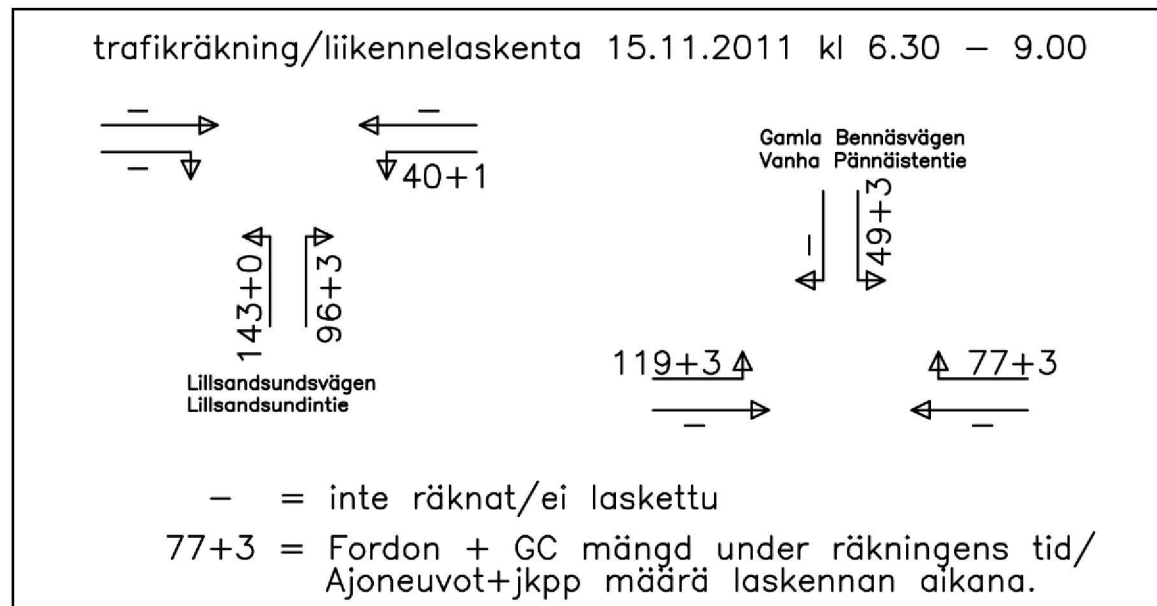 trafikräkning/liikennelaskenta 15.11.2011 kl 6.30 – 9.00
–
–
–
40+1
143+0
96+3
Lillsandsundsvägen
Lillsandsundintie
Gamla Bennäsvägen
Vanha Pännäistentie
–
49+3
119+3
77+3
–
–
– = inte räknat/ei laskettu
77+3 = Fordon + GC mängd under räkningens tid/
Ajoneuvot+jkpp määrä laskennan aikana.